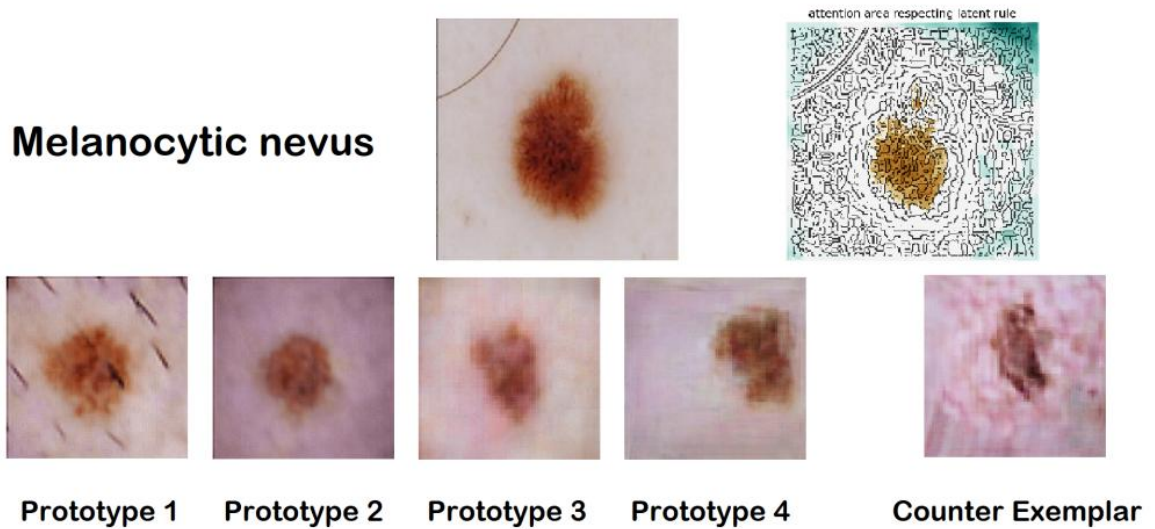 attention area respecting latent rule
Melanocytic nevus
Prototype 1 Prototype 2 Prototype 3 Prototype 4 Counter Exemplar